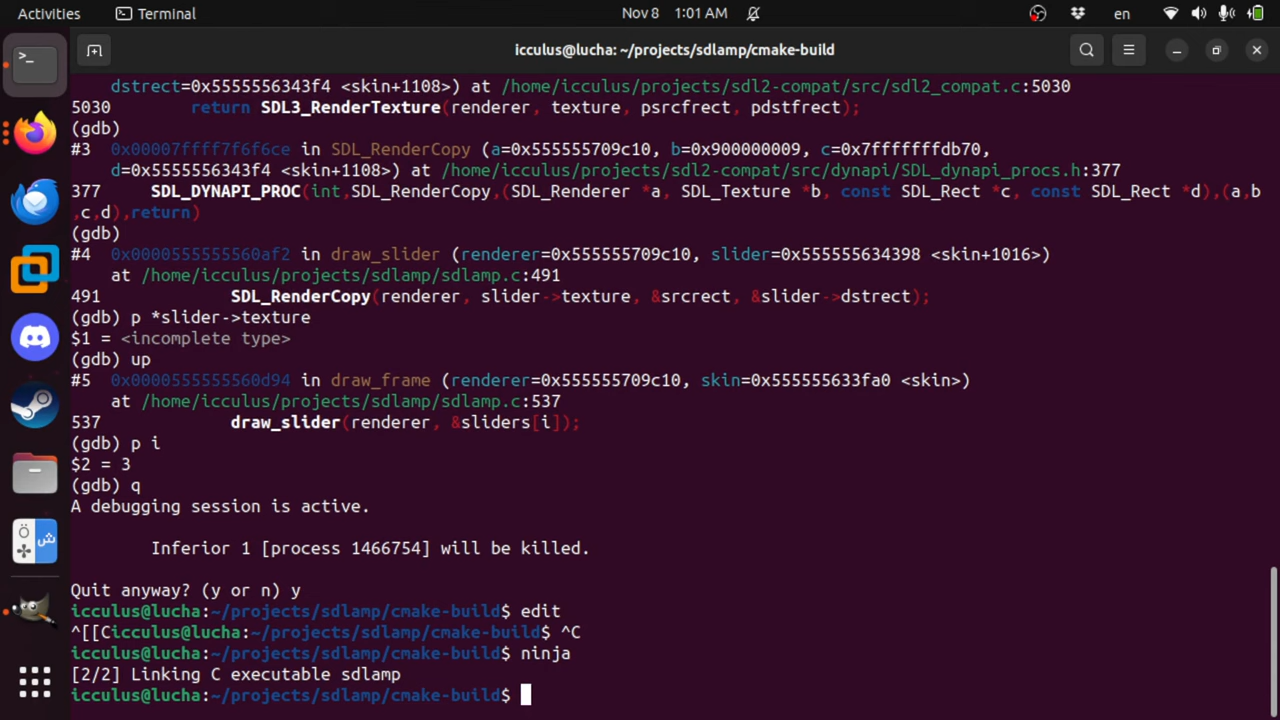 Activities Terminal Nov 8 1:01 AM en
icculus@lucha: ~/projects/sdlamp/cmake-build
dstrect=0x5555556343f4 <skin+1108>) at /home/icculus/projects/sdl2-compat/src/sdl2_compat.c:5030
5030 return SDL3_RenderTexture(renderer, texture, psrcfrect, pdstfrect);
(gdb)
#3 0x00007ffff7f6f6ce in SDL_RenderCopy (a=0x555555709c10, b=0x900000009, c=0x7fffffffdb70,
d=0x5555556343f4 <skin+1108>) at /home/icculus/projects/sdl2-compat/src/dynapi/SDL_dynapi_procs.h:377
377 SDL_DYNAPI_PROC(int,SDL_RenderCopy,(SDL_Renderer *a, SDL_Texture *b, const SDL_Rect *c, const SDL_Rect *d),(a,b
,c,d),return)
(gdb)
#4 0x0000555555560af2 in draw_slider (renderer=0x555555709c10, slider=0x555555634398 <skin+1016>)
at /home/icculus/projects/sdlamp/sdlamp.c:491
491 SDL_RenderCopy(renderer, slider->texture, &srcrect, &slider->dstrect);
(gdb) p *slider->texture
$1 = <incomplete type>
(gdb) up
#5 0x0000555555560d94 in draw_frame (renderer=0x555555709c10, skin=0x555555633fa0 <skin>)
at /home/icculus/projects/sdlamp/sdlamp.c:537
537 draw_slider(renderer, &sliders[i]);
(gdb) p i
$2 = 3
(gdb) q
A debugging session is active.
Inferior 1 [process 1466754] will be killed.
Quit anyway? (y or n) y
icculus@lucha:~/projects/sdlamp/cmake-build$ edit
^[[Cicculus@lucha:~/projects/sdlamp/cmake-build$ ^C
icculus@lucha:~/projects/sdlamp/cmake-build$ ninja
[2/2] Linking C executable sdlamp
icculus@lucha:~/projects/sdlamp/cmake-build$